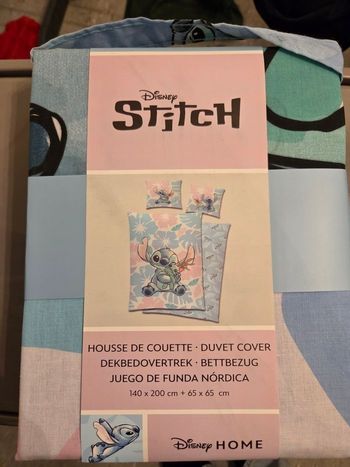 Disney
STITCH
HOUSSE DE COUETTE · DUVET COVER
DEKBEDOVERTREK · BETTBEZUG
JUEGO DE FUNDA NÓRDICA
140 x 200 cm + 65 x 65 cm
Disney HOME